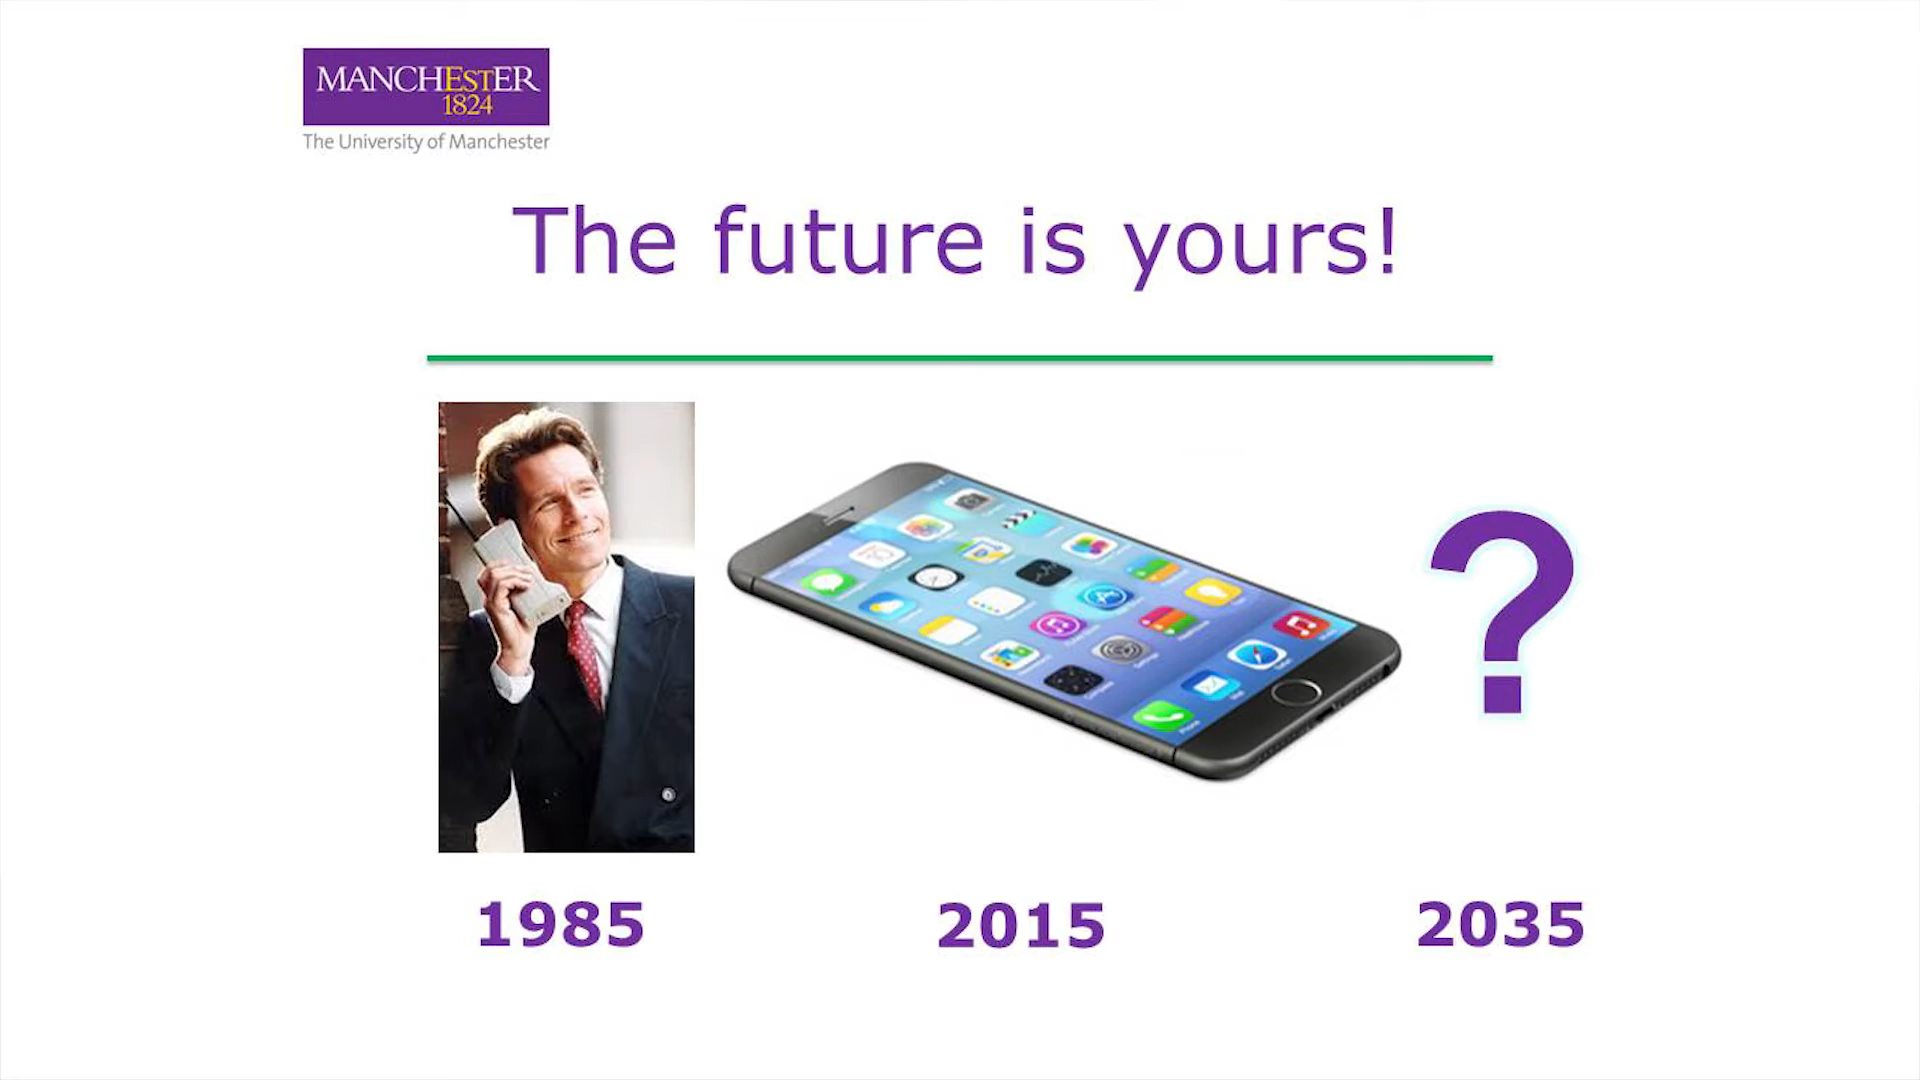 MANCHEstER
1824
The University of Manchester
The future is yours!
?
1985
2015
2035